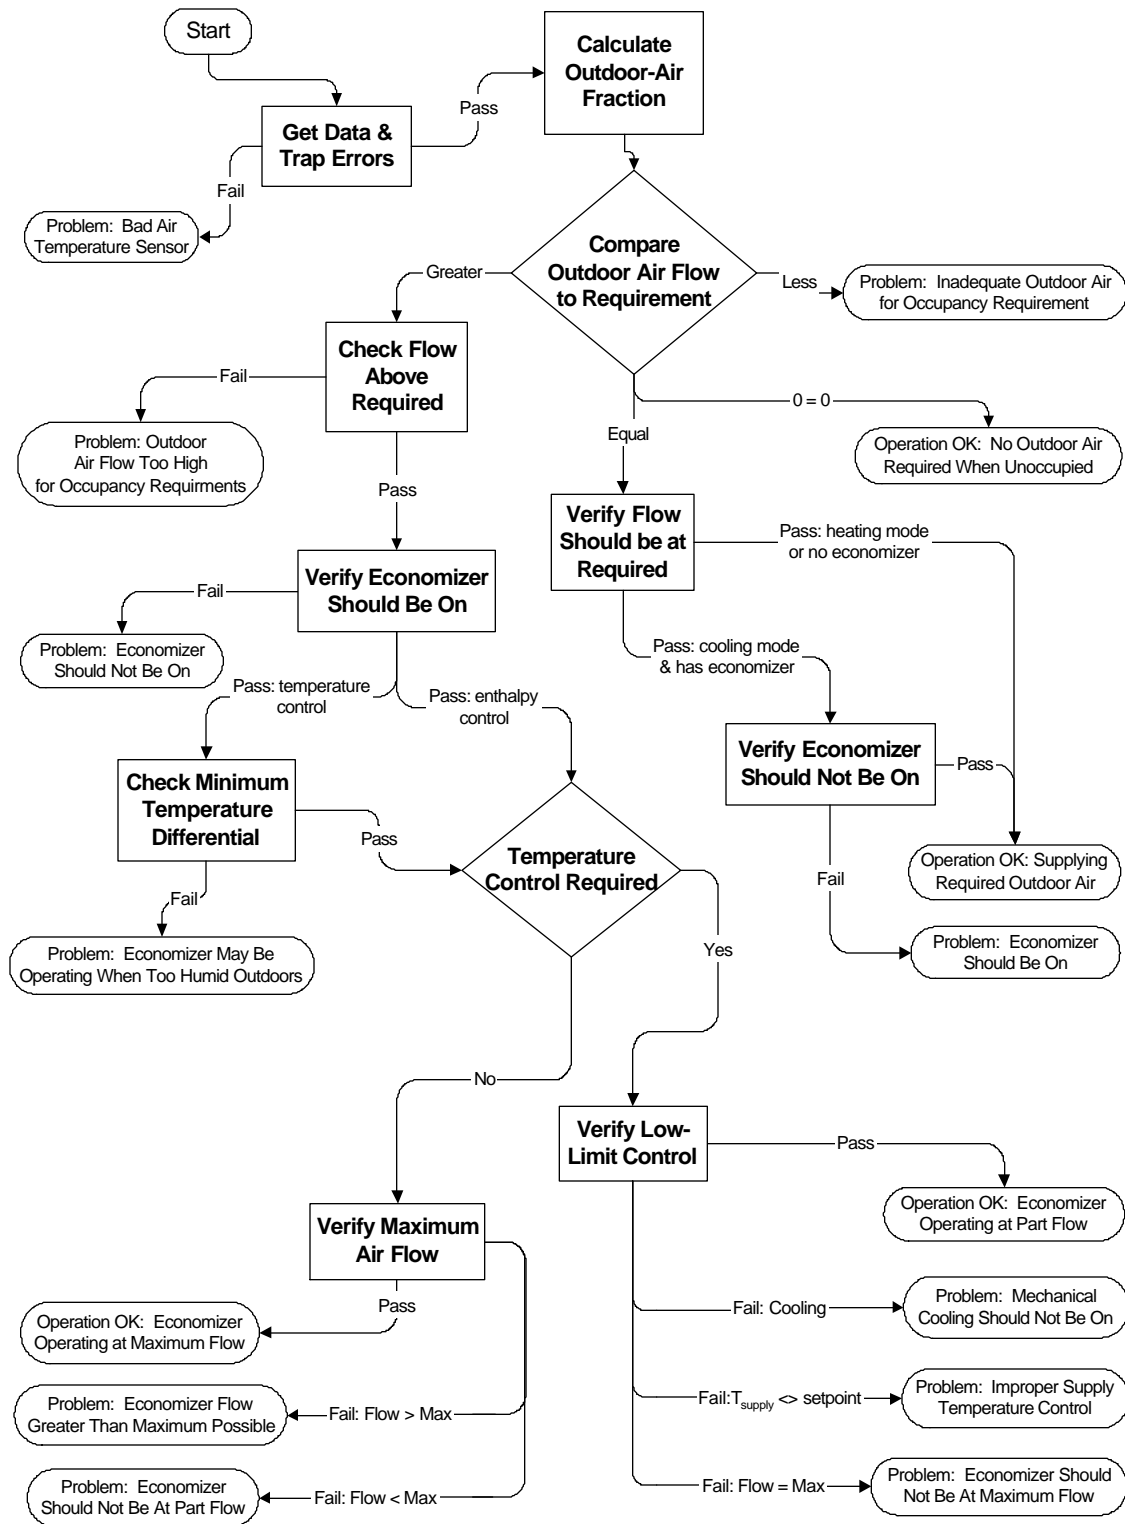 Start
Calculate
Outdoor-Air
Fraction
Pass
Get Data &
Trap Errors
Fail
Problem: Bad Air
Temperature Sensor
Compare
Outdoor Air Flow
to Requirement
Greater
Less
Problem: Inadequate Outdoor Air
for Occupancy Requirement
Check Flow
Above
Required
Fail
0 = 0
Problem: Outdoor
Air Flow Too High
for Occupancy Requirments
Equal
Operation OK: No Outdoor Air
Required When Unoccupied
Pass
Verify Flow
Should be at
Required
Pass: heating mode
or no economizer
Verify Economizer
Should Be On
Fail
Problem: Economizer
Should Not Be On
Pass: cooling mode
& has economizer
Pass: temperature
control
Pass: enthalpy
control
Verify Economizer
Should Not Be On
Pass
Check Minimum
Temperature
Differential
Pass
Temperature
Control Required
Operation OK: Supplying
Required Outdoor Air
Fail
Fail
Problem: Economizer May Be
Operating When Too Humid Outdoors
Yes
Problem: Economizer
Should Be On
No
Verify Low-
Limit Control
Pass
Operation OK: Economizer
Operating at Part Flow
Verify Maximum
Air Flow
Pass
Operation OK: Economizer
Operating at Maximum Flow
Fail: Cooling
Problem: Mechanical
Cooling Should Not Be On
Problem: Economizer Flow
Greater Than Maximum Possible
Fail: Flow > Max
Fail:Tsupply <> setpoint
Problem: Improper Supply
Temperature Control
Problem: Economizer
Should Not Be At Part Flow
Fail: Flow < Max
Fail: Flow = Max
Problem: Economizer Should
Not Be At Maximum Flow